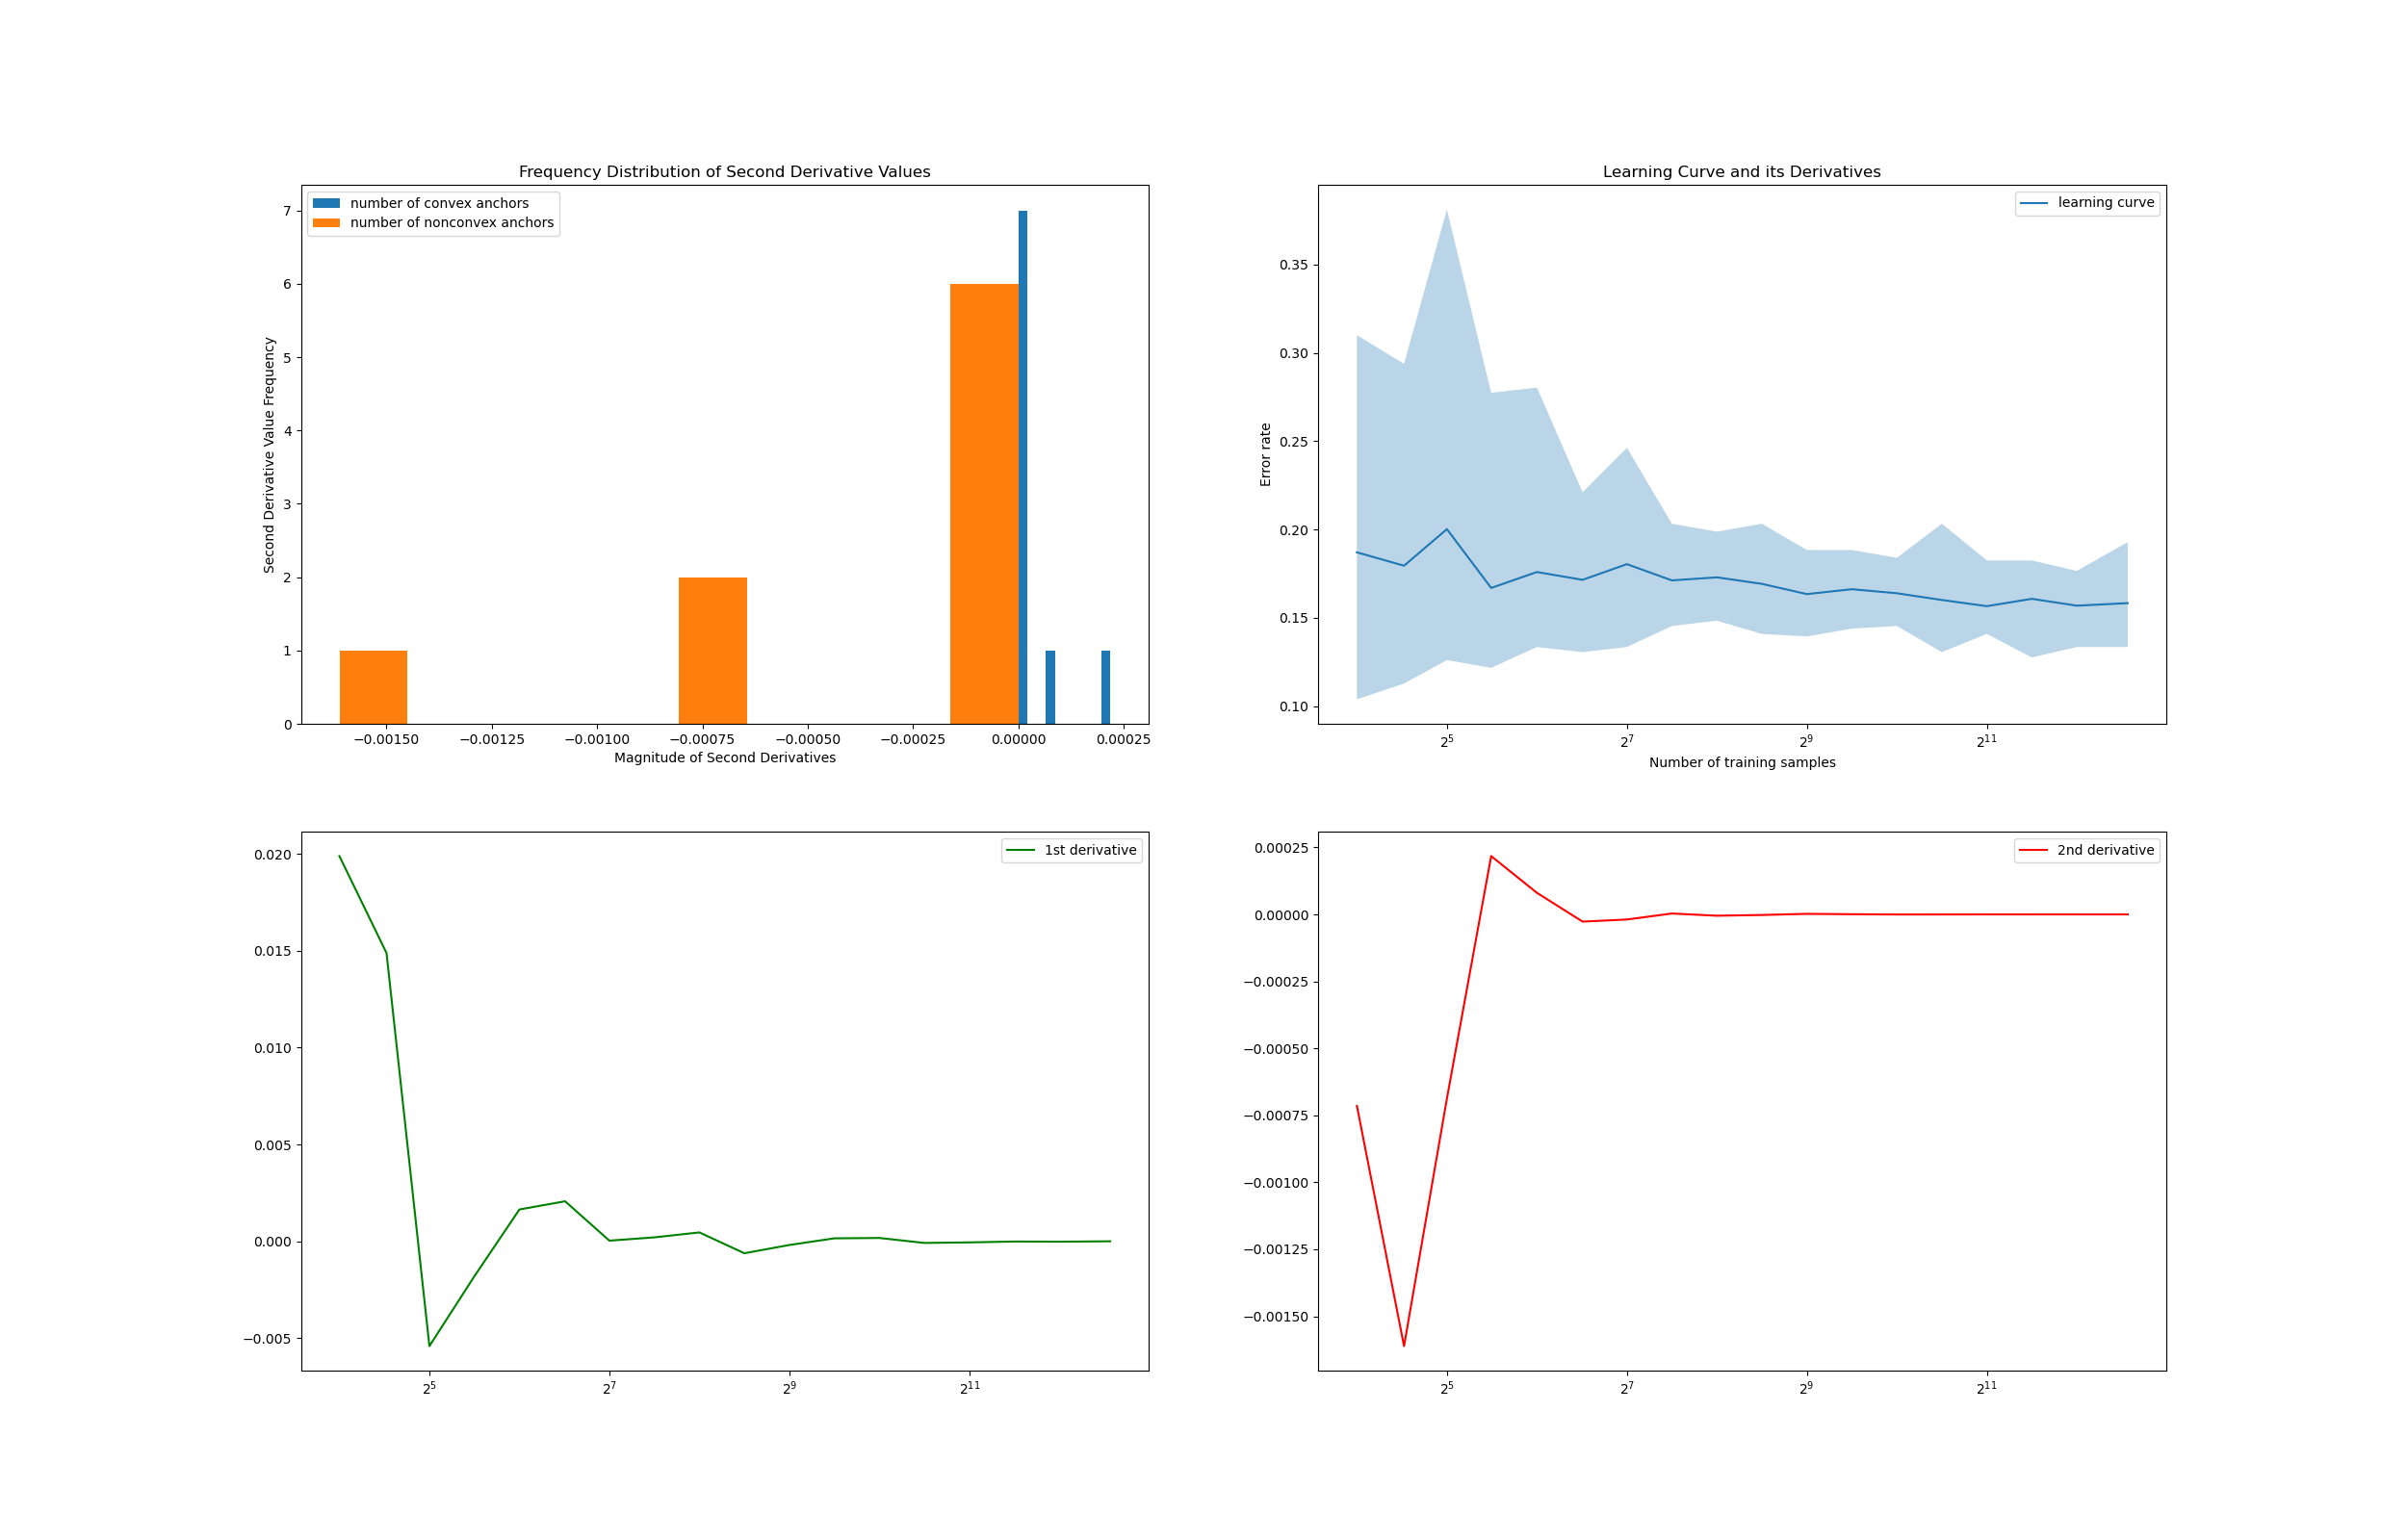 Frequency Distribution of Second Derivative Values
number of convex anchors
number of nonconvex anchors
7
6
5
4
3
2
1
0
Second Derivative Value Frequency
−0.00150 −0.00125 −0.00100 −0.00075 −0.00050 −0.00025 0.00000 0.00025
Magnitude of Second Derivatives
Learning Curve and its Derivatives
learning curve
0.35
0.30
0.25
0.20
0.15
0.10
Error rate
2^5 2^7 2^9 2^11
Number of training samples
1st derivative
0.020
0.015
0.010
0.005
0.000
−0.005
2^5 2^7 2^9 2^11
2nd derivative
0.00025
0.00000
−0.00025
−0.00050
−0.00075
−0.00100
−0.00125
−0.00150
2^5 2^7 2^9 2^11